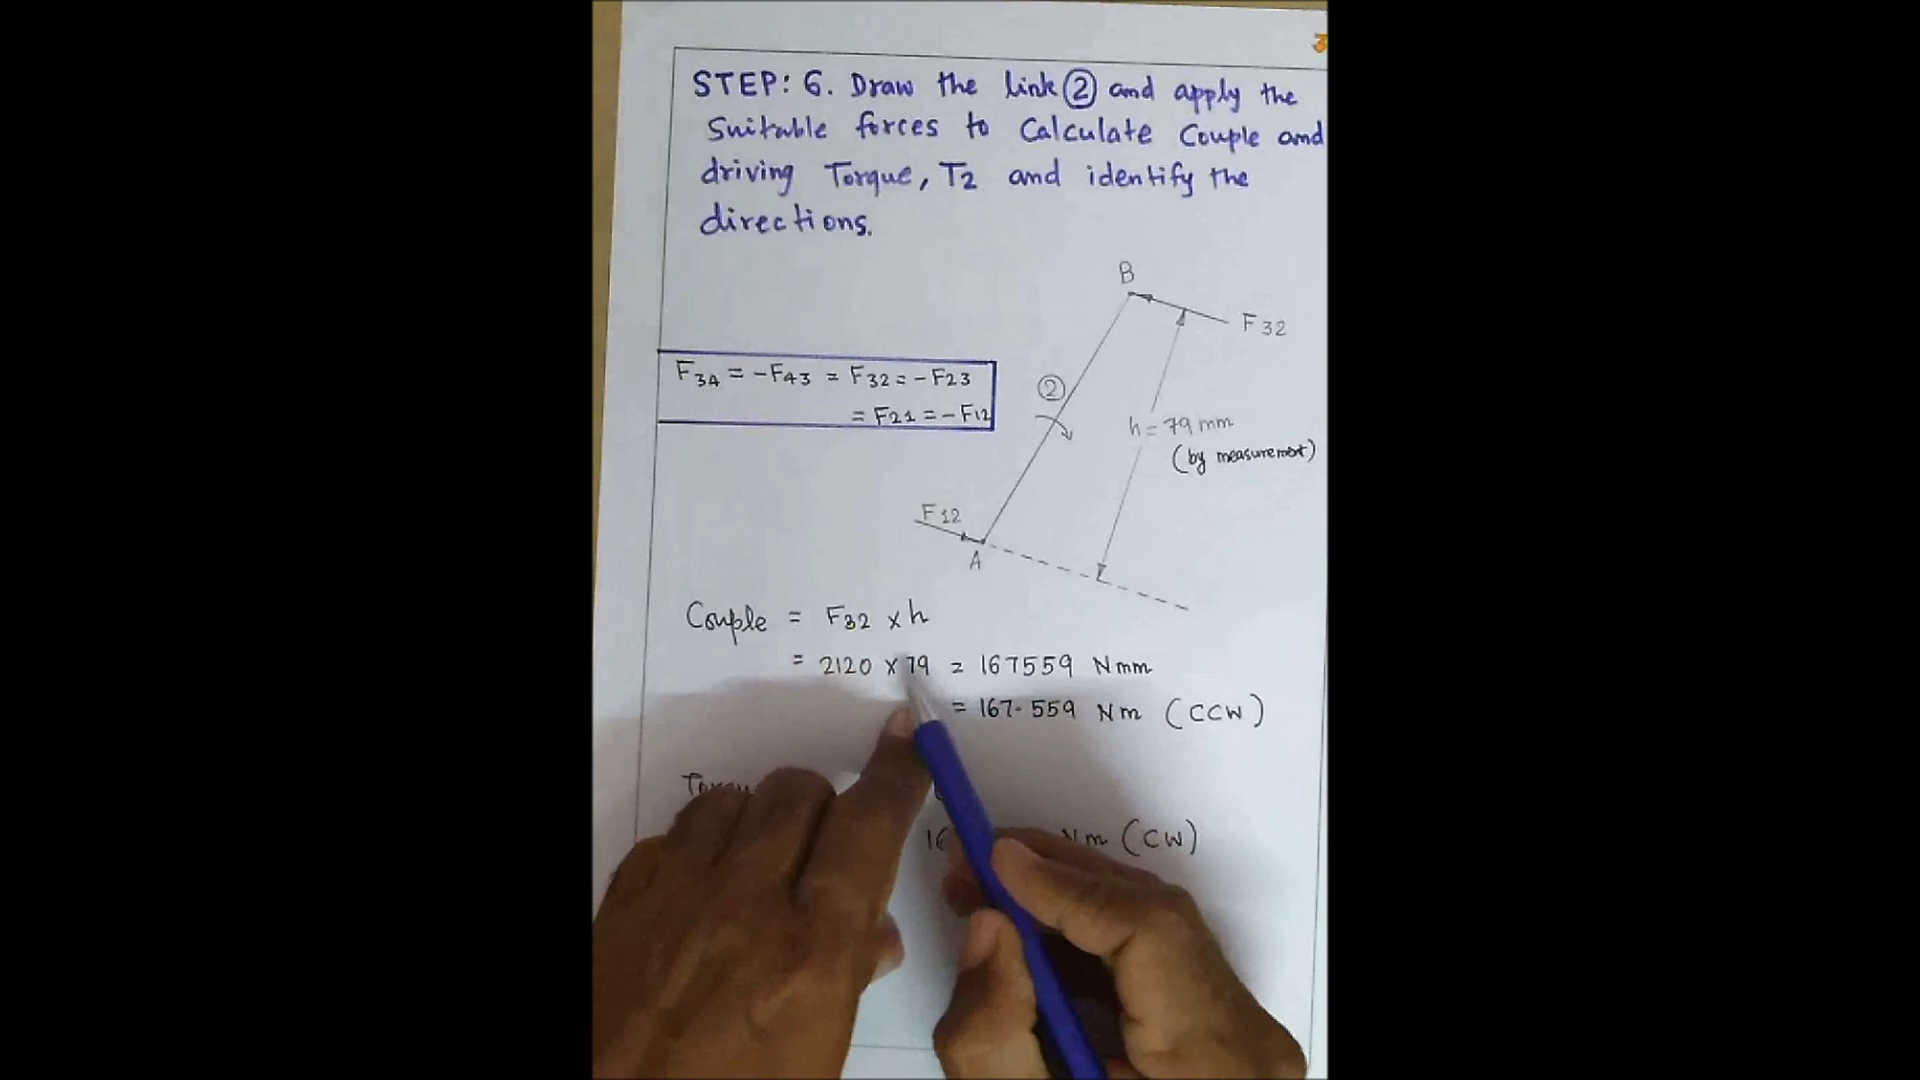 STEP: 6. Draw the link ② and apply the
Suitable forces to Calculate Couple and
driving Torque, T2 and identify the
directions.
B
F32
F34 = -F43 = F32 = -F23
= F21 = -F12
②
h = 79 mm
(by measurement)
F12
A
Couple = F32 x h
= 2120 x 79 = 167559 Nmm
= 167.559 Nm (CCW)
Nm (CW)